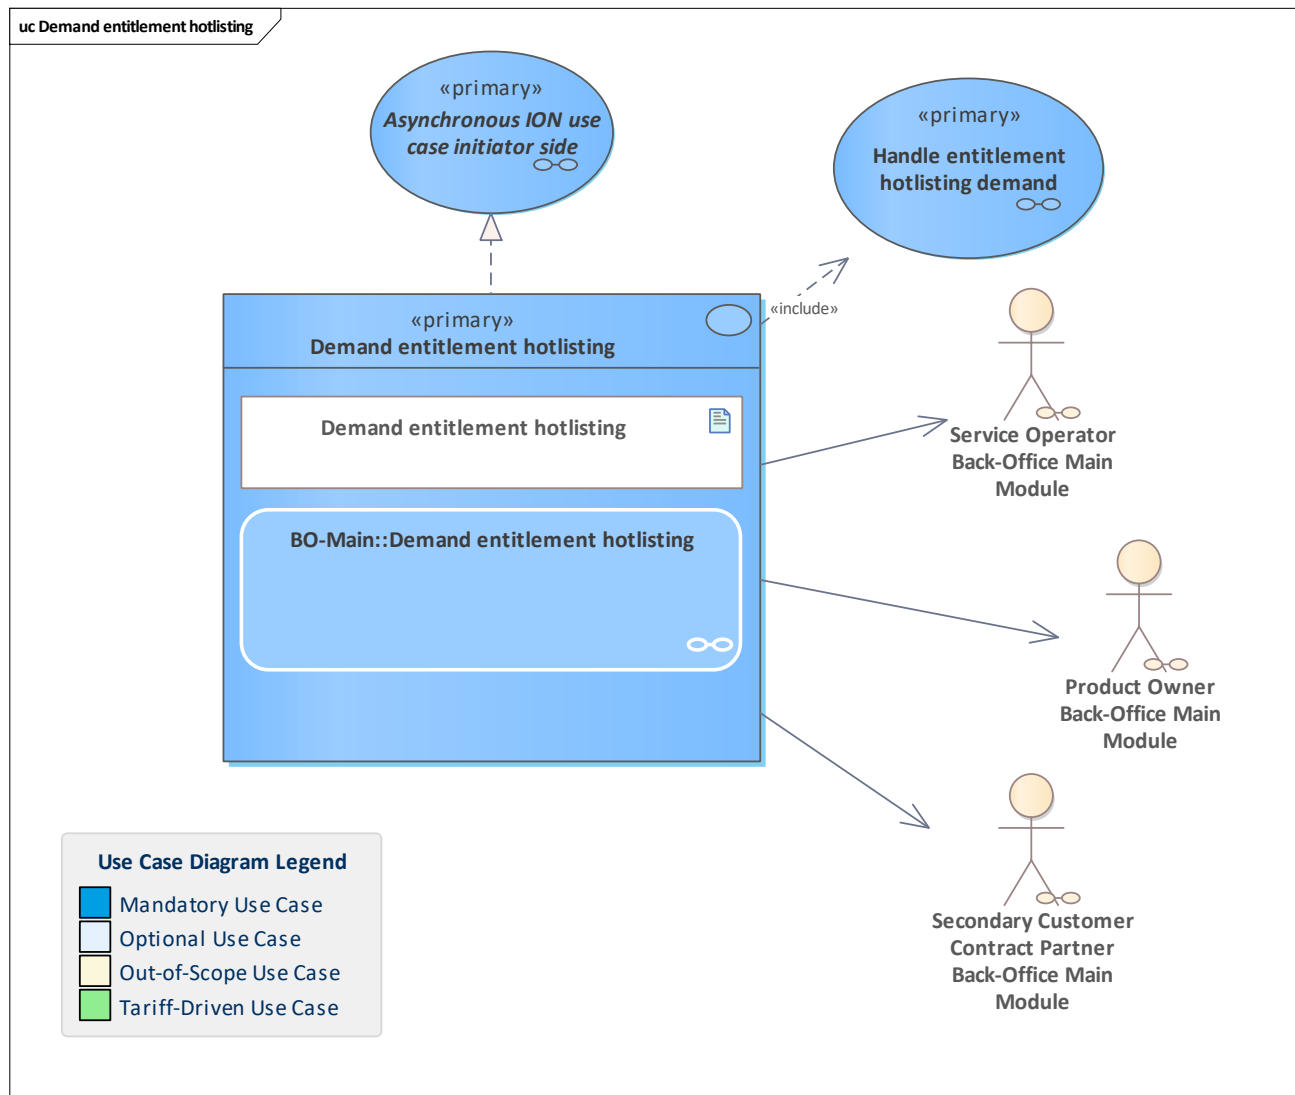 uc Demand entitlement hotlisting
«primary»
Asynchronous ION use
case initiator side
«primary»
Handle entitlement
hotlisting demand
«include»
«primary»
Demand entitlement hotlisting
Demand entitlement hotlisting
BO-Main::Demand entitlement hotlisting
Service Operator
Back-Office Main
Module
Product Owner
Back-Office Main
Module
Secondary Customer
Contract Partner
Back-Office Main
Module
Use Case Diagram Legend
Mandatory Use Case
Optional Use Case
Out-of-Scope Use Case
Tariff-Driven Use Case